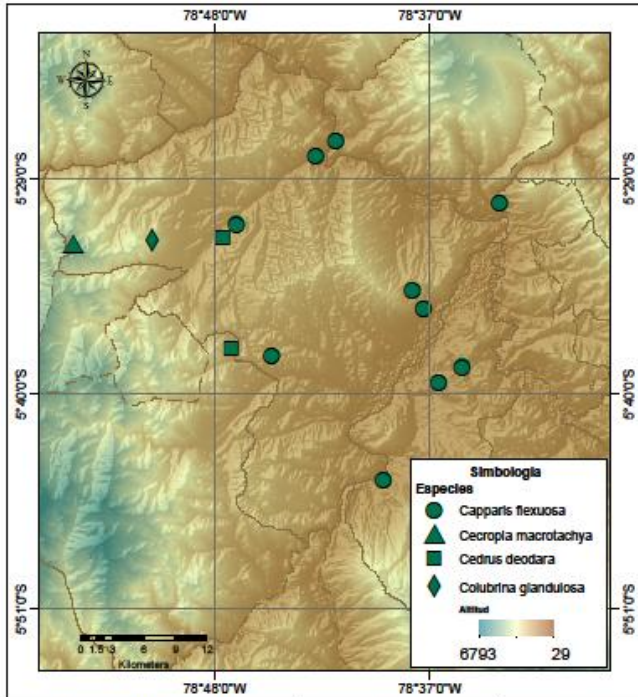 78°48'0"W 78°37'0"W
N
W E
S
5°29'0"S 5°29'0"S
5°40'0"S 5°40'0"S
Simbologia
Especies
Capparis flexuosa
Cecropia macrotachya
Cedrus deodara
Colubrina glandulosa
Altitud
6793 29
5°51'0"S 5°51'0"S
0 1.5 3 6 9 12
Kilometers
78°48'0"W 78°37'0"W